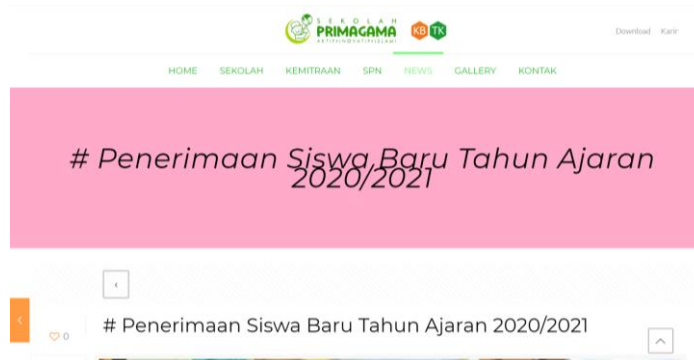 SEKOLAH
PRIMAGAMA
KB TK
Download Karir
HOME SEKOLAH KEMITRAAN SPN NEWS GALLERY KONTAK
# Penerimaan Siswa Baru Tahun Ajaran
2020/2021
0
# Penerimaan Siswa Baru Tahun Ajaran 2020/2021